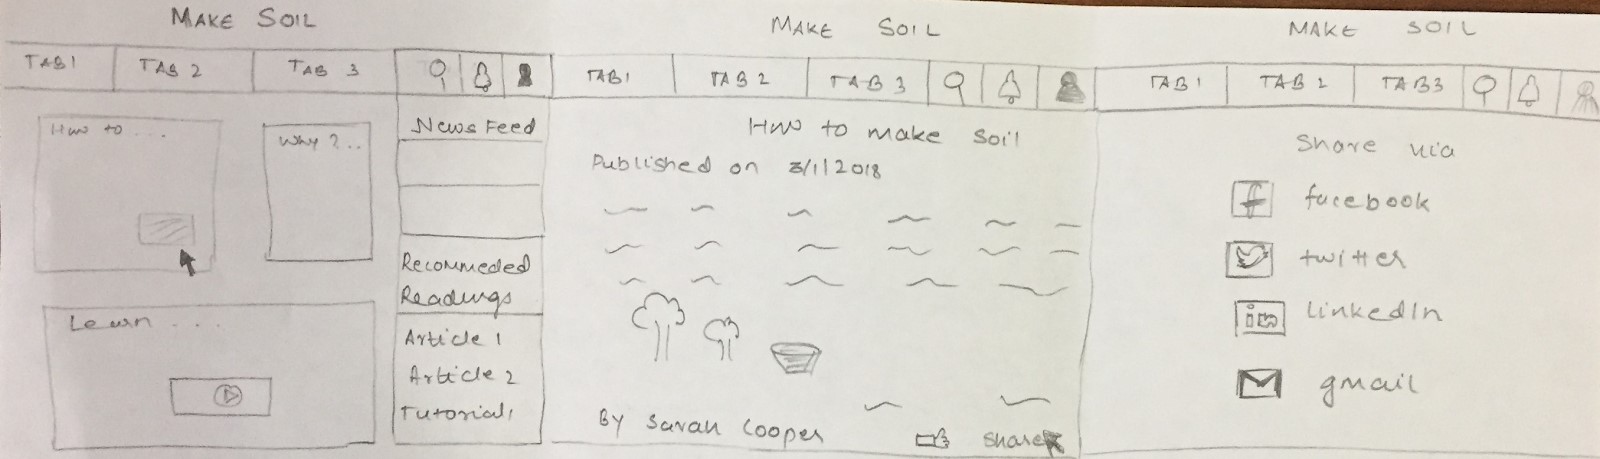 MAKE SOIL
TAB 1 TAB 2 TAB 3
How to ...
Why ? ..
Learn ...
News Feed
Recommeded
Readings
Article 1
Article 2
Tutorial 1
MAKE SOIL
TAB 1 TAB 2 TAB 3
How to make soil
Published on 3/1/2018
By Sarah Cooper
share
MAKE SOIL
TAB 1 TAB 2 TAB 3
Share via
f facebook
twitter
in linkedIn
gmail